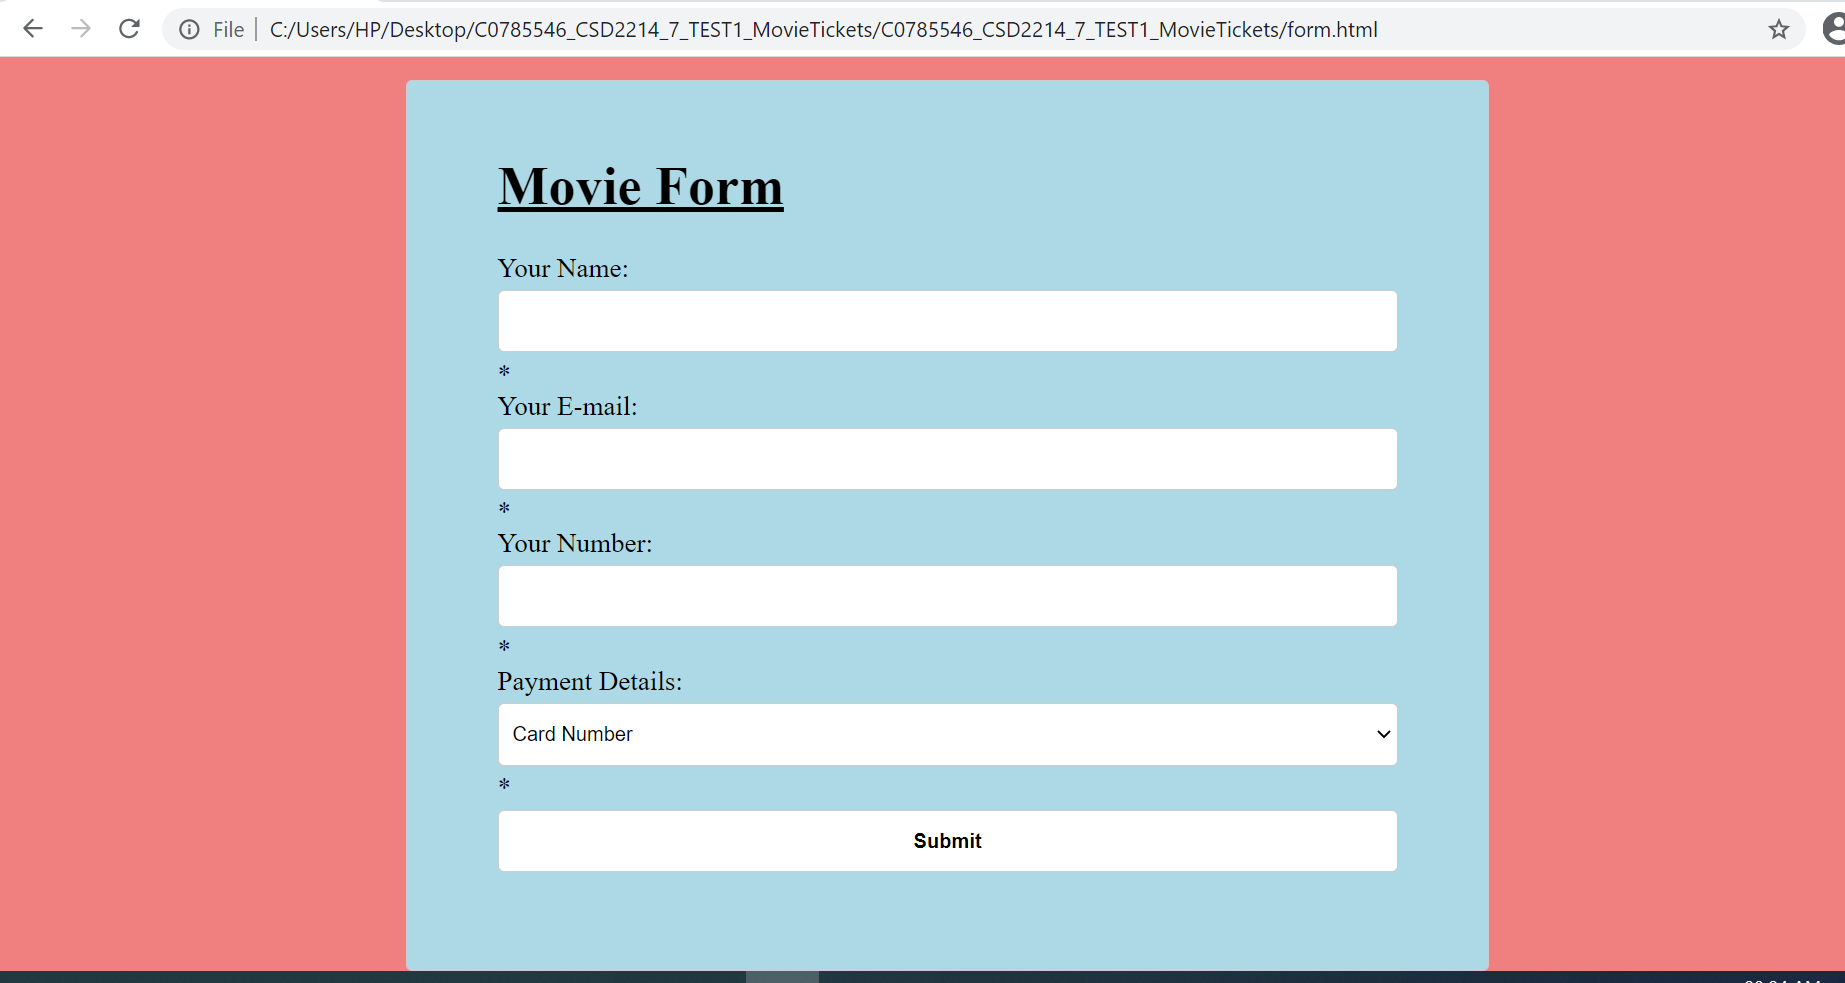 File C:/Users/HP/Desktop/C0785546_CSD2214_7_TEST1_MovieTickets/C0785546_CSD2214_7_TEST1_MovieTickets/form.html
Movie Form
Your Name:
*
Your E-mail:
*
Your Number:
*
Payment Details:
Card Number
*
Submit